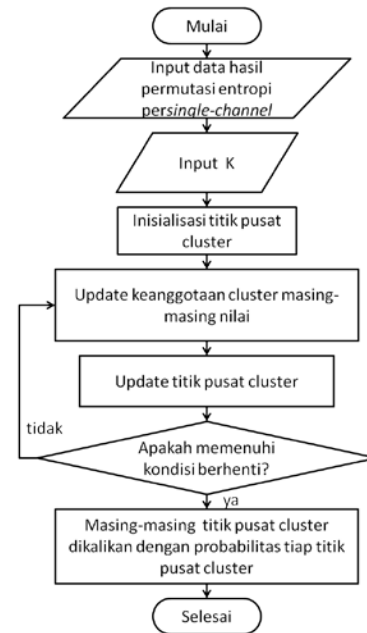 Mulai
Input data hasil
permutasi entropi
persingle-channel
Input K
Inisialisasi titik pusat
cluster
Update keanggotaan cluster masing-
masing nilai
Update titik pusat cluster
tidak
Apakah memenuhi
kondisi berhenti?
ya
Masing-masing titik pusat cluster
dikalikan dengan probabilitas tiap titik
pusat cluster
Selesai